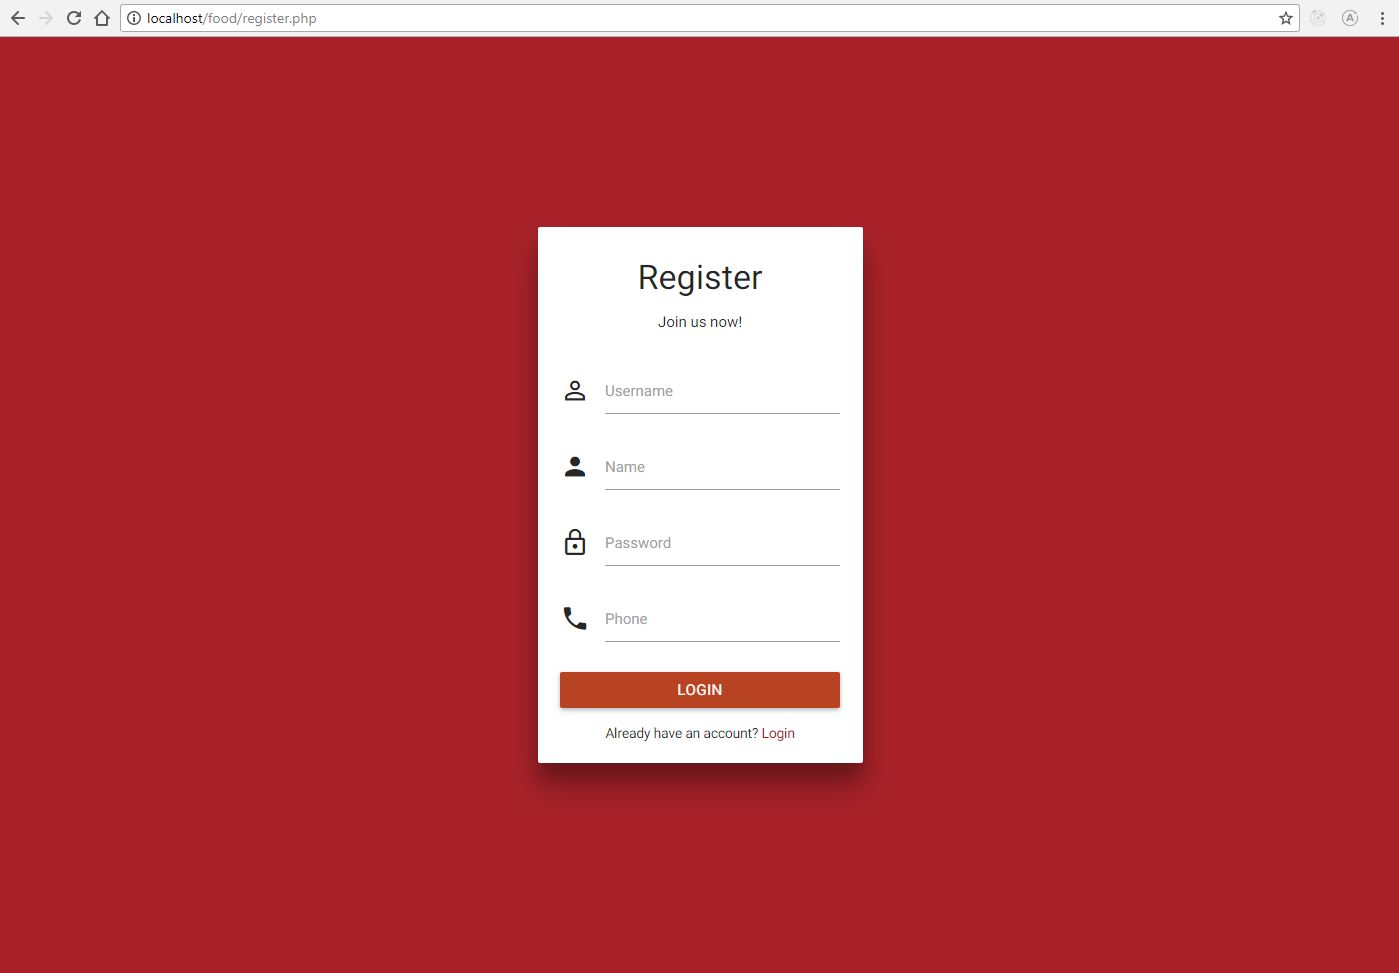 localhost/food/register.php
Register
Join us now!
Username
Name
Password
Phone
LOGIN
Already have an account? Login